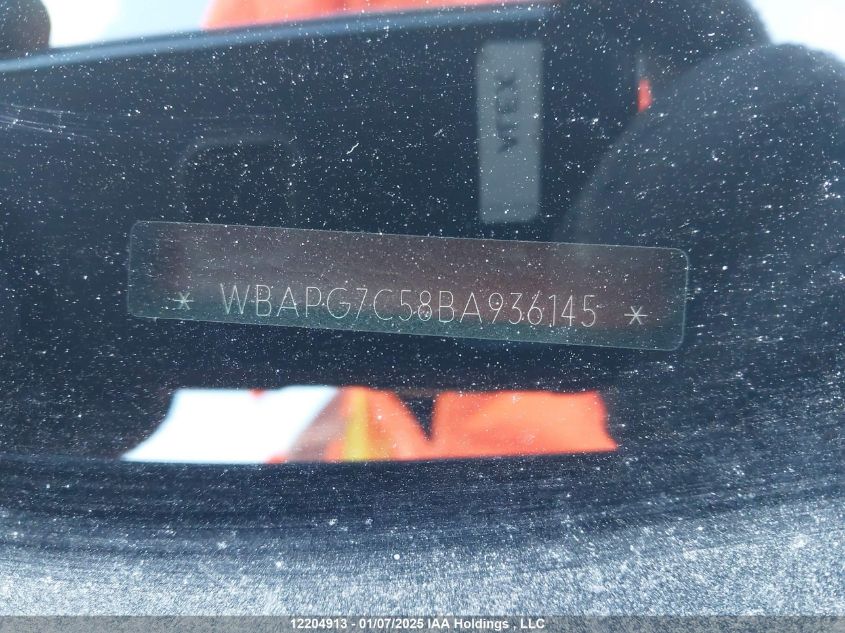 * WBAPG7C58BA936145 *
12204913 - 01/07/2025 IAA Holdings , LLC